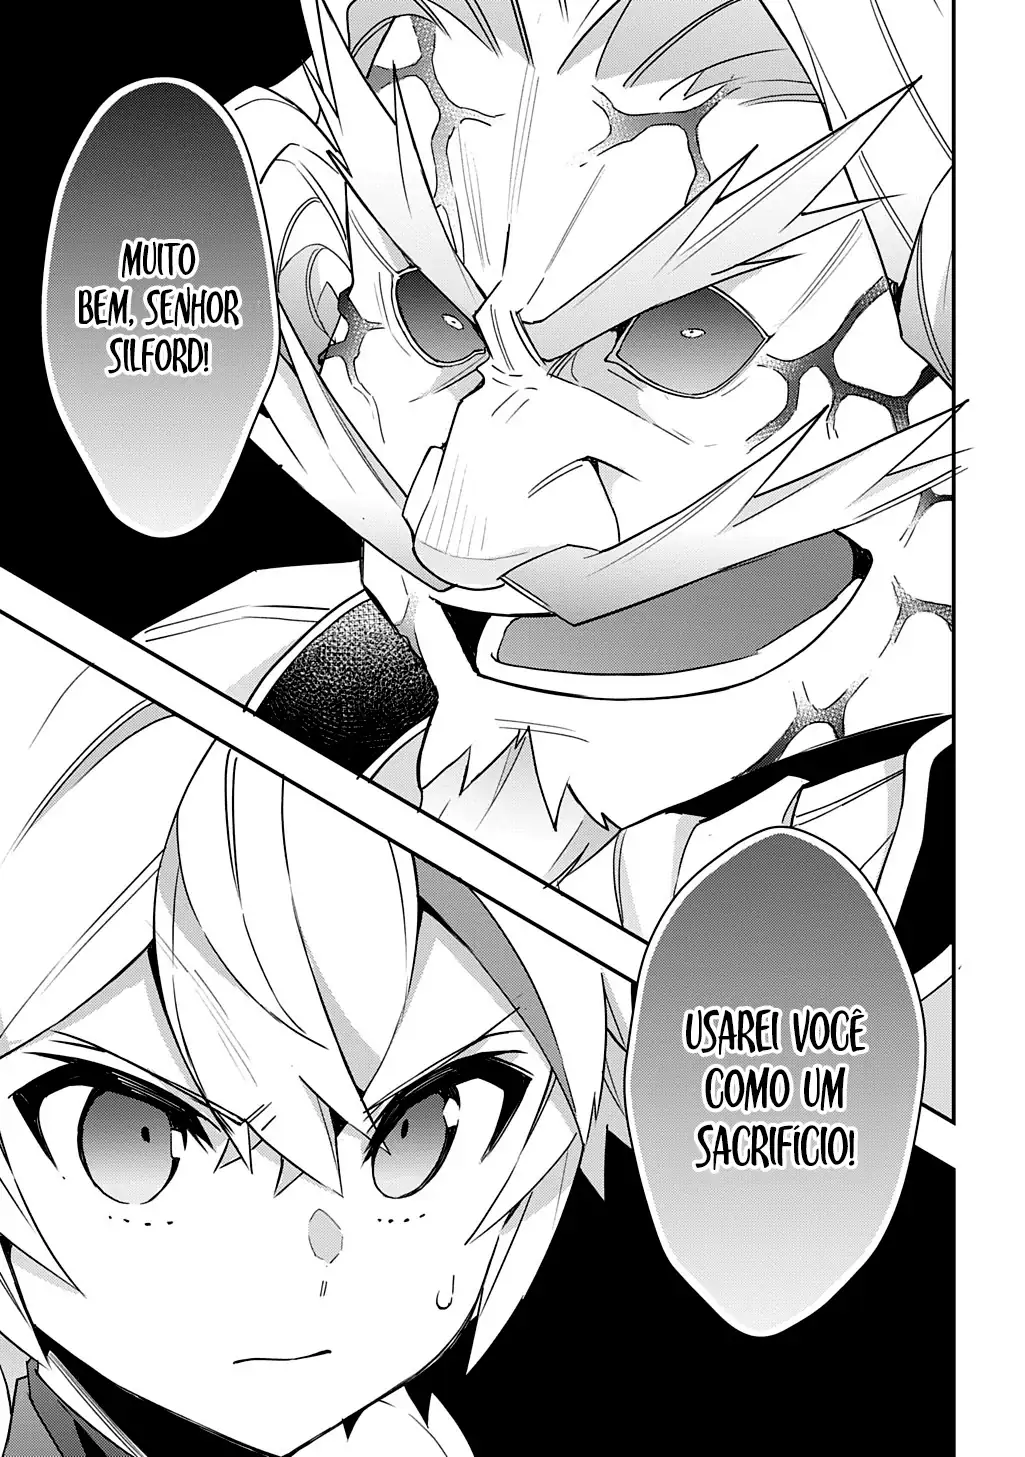 MUITO
BEM, SENHOR
SILFORD!
USAREI VOCÊ
COMO UM
SACRIFÍCIO!